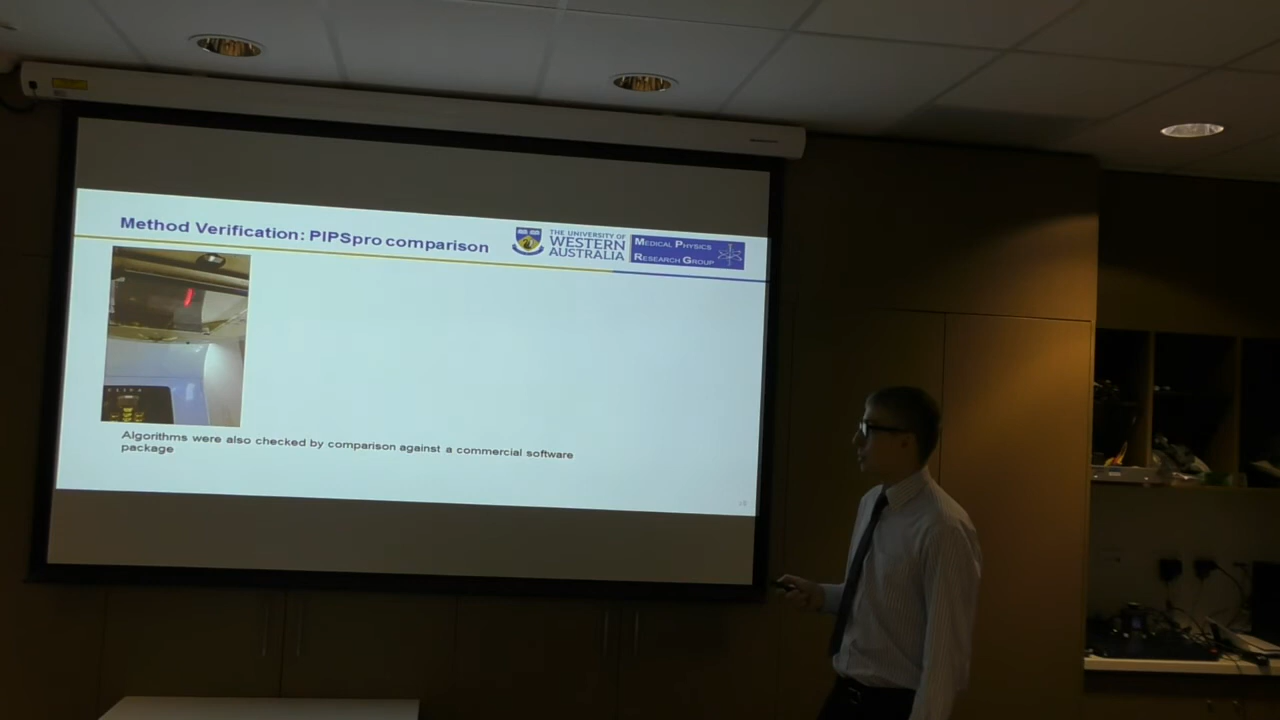 Method Verification: PIPSpro comparison
THE UNIVERSITY OF
WESTERN
AUSTRALIA
MEDICAL PHYSICS
RESEARCH GROUP
Algorithms were also checked by comparison against a commercial software
package